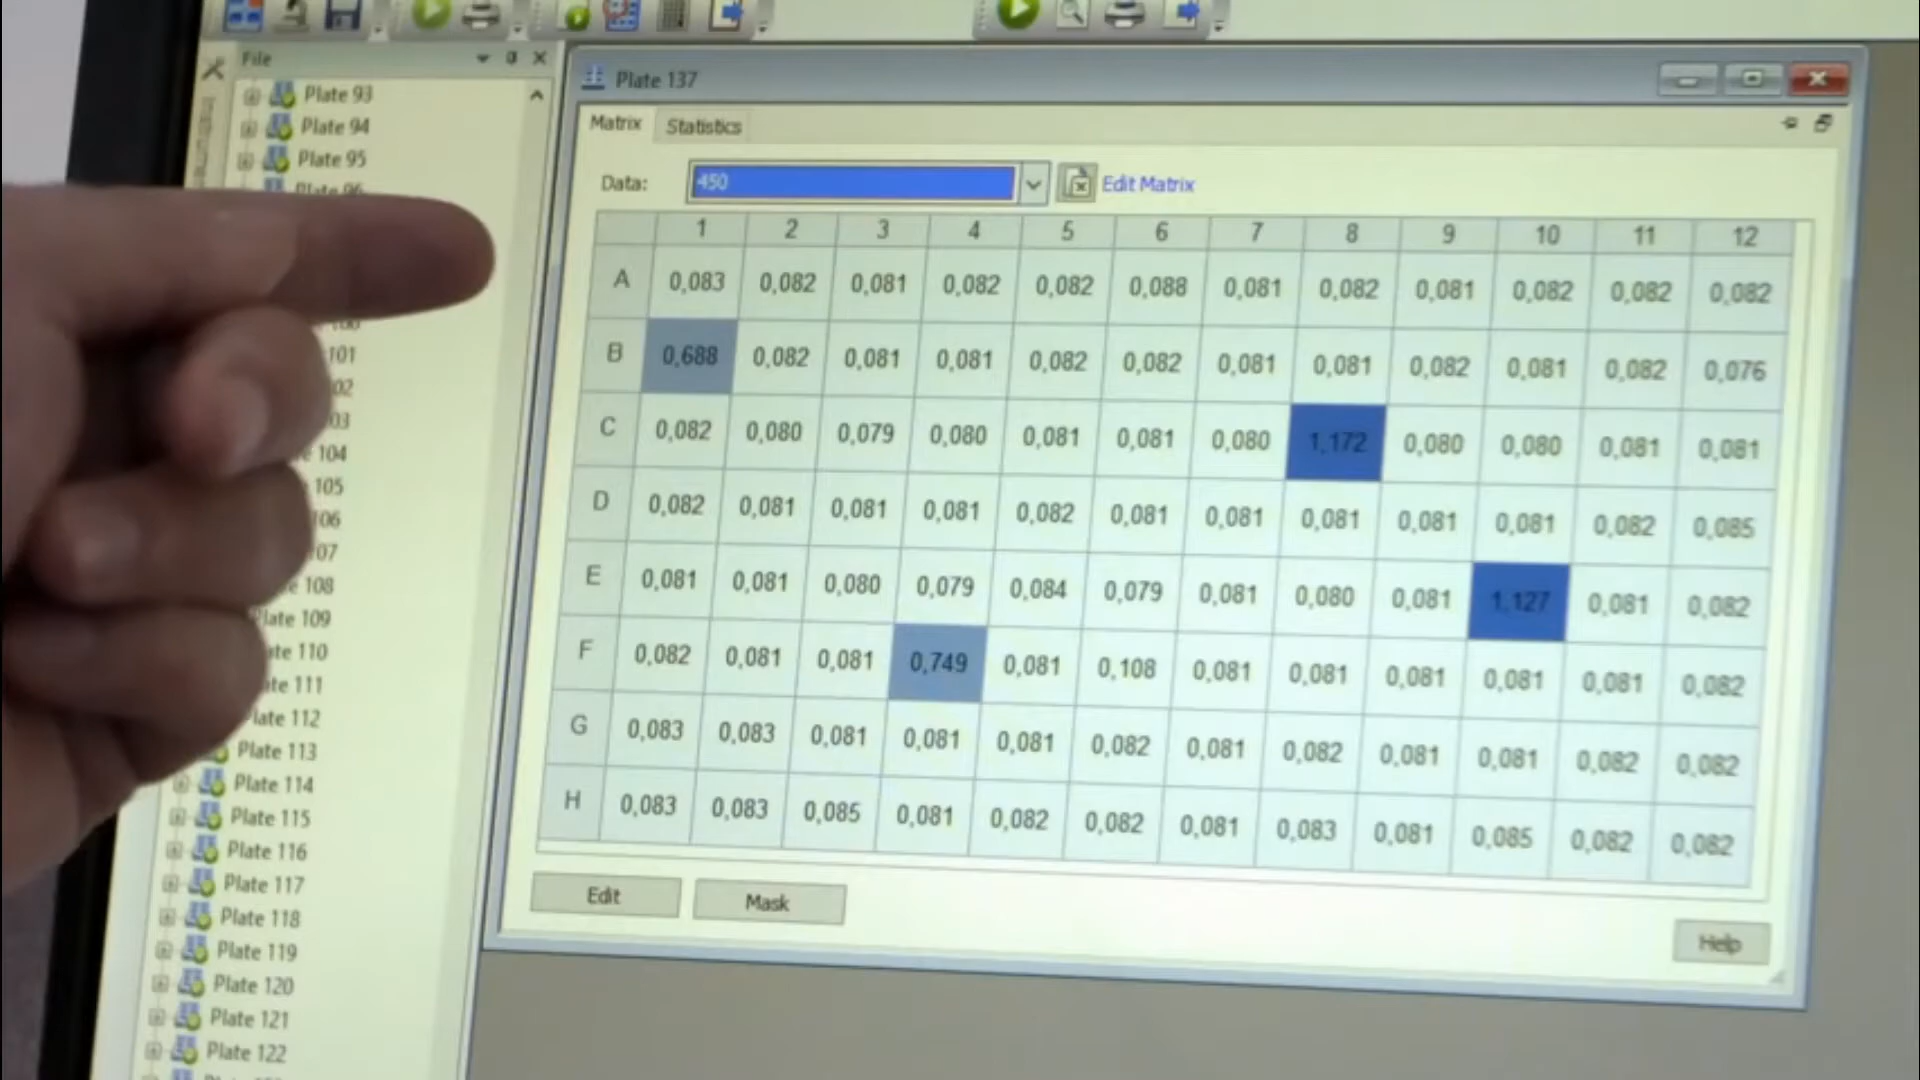 File
Plate 93
Plate 94
Plate 95
Plate 96
100
101
02
03
104
105
106
07
108
late 109
te 110
te 111
late 112
Plate 113
Plate 114
Plate 115
Plate 116
Plate 117
Plate 118
Plate 119
Plate 120
Plate 121
Plate 122
Plate 137
Matrix Statistics
Data: 450 Edit Matrix
1 2 3 4 5 6 7 8 9 10 11 12
A 0,083 0,082 0,081 0,082 0,082 0,088 0,081 0,082 0,081 0,082 0,082 0,082
B 0,688 0,082 0,081 0,081 0,082 0,082 0,081 0,081 0,082 0,081 0,082 0,076
C 0,082 0,080 0,079 0,080 0,081 0,081 0,080 1,172 0,080 0,080 0,081 0,081
D 0,082 0,081 0,081 0,081 0,082 0,081 0,081 0,081 0,081 0,081 0,082 0,085
E 0,081 0,081 0,080 0,079 0,084 0,079 0,081 0,080 0,081 1,127 0,081 0,082
F 0,082 0,081 0,081 0,749 0,081 0,108 0,081 0,081 0,081 0,081 0,081 0,082
G 0,083 0,083 0,081 0,081 0,081 0,082 0,081 0,082 0,081 0,081 0,082 0,082
H 0,083 0,083 0,085 0,081 0,082 0,082 0,081 0,083 0,081 0,085 0,082 0,082
Edit Mask
Help